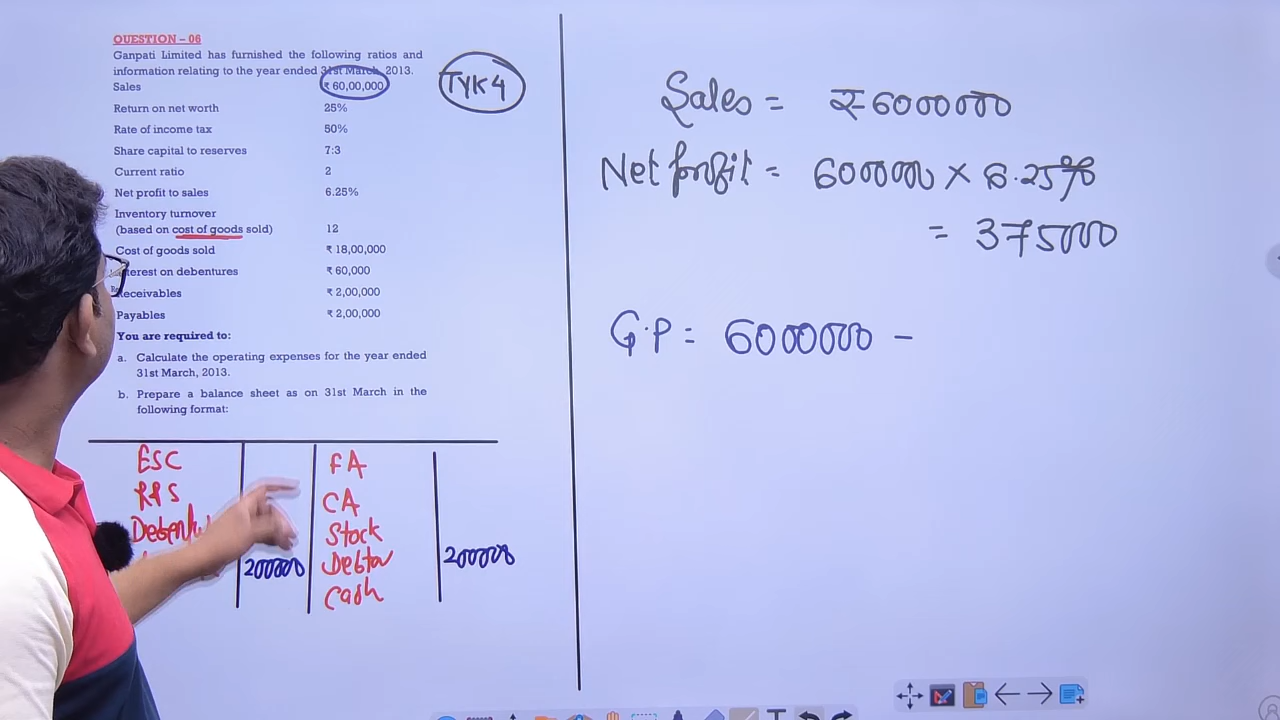 QUESTION – 06
Ganpati Limited has furnished the following ratios and
information relating to the year ended 31st March, 2013.
Sales ₹ 60,00,000
Return on net worth 25%
Rate of income tax 50%
Share capital to reserves 7:3
Current ratio 2
Net profit to sales 6.25%
Inventory turnover
(based on cost of goods sold) 12
Cost of goods sold ₹ 18,00,000
Interest on debentures ₹ 60,000
Receivables ₹ 2,00,000
Payables ₹ 2,00,000
You are required to:
a. Calculate the operating expenses for the year ended
31st March, 2013.
b. Prepare a balance sheet as on 31st March in the
following format:
TYK 4
ESC FA
R&S CA
Stock
200000 Debtor 200000
Cash
Sales = ₹ 6000000
Net profit = 6000000 × 6.25%
= 375000
G.P = 6000000 –